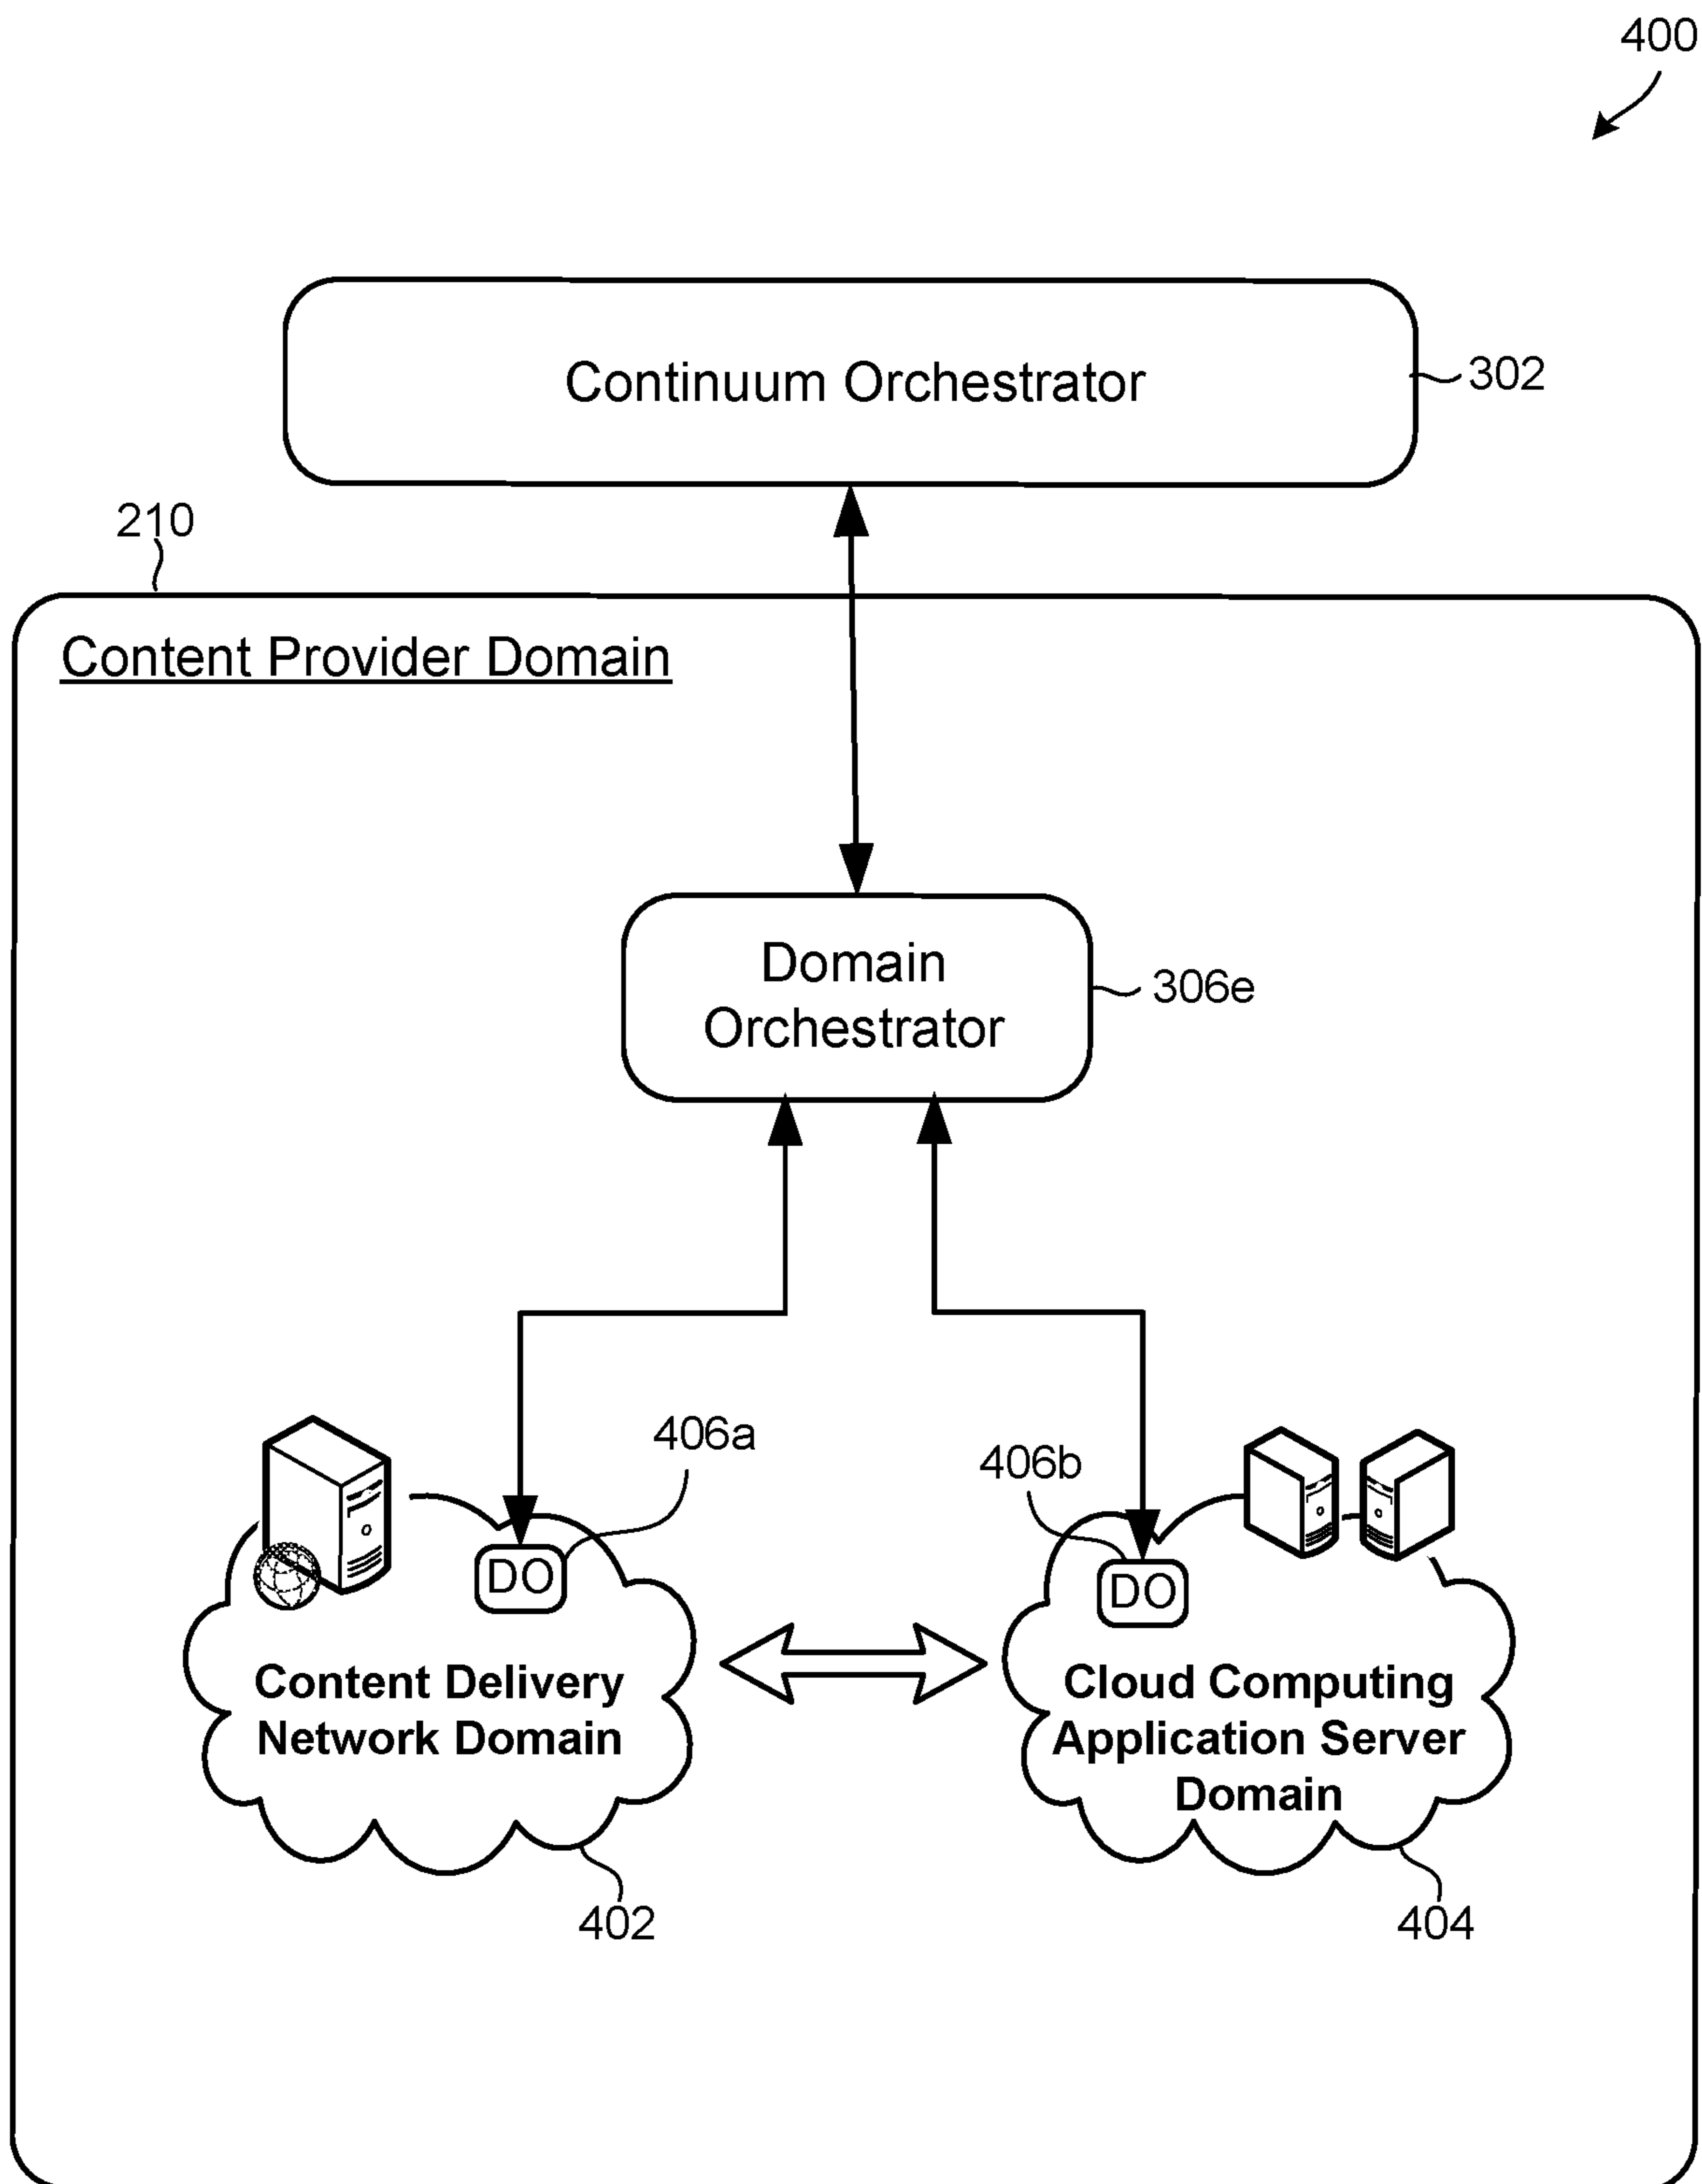 400
Continuum Orchestrator
302
210
Content Provider Domain
Domain
Orchestrator
306e
406a
406b
DO
DO
Content Delivery
Network Domain
Cloud Computing
Application Server
Domain
402
404